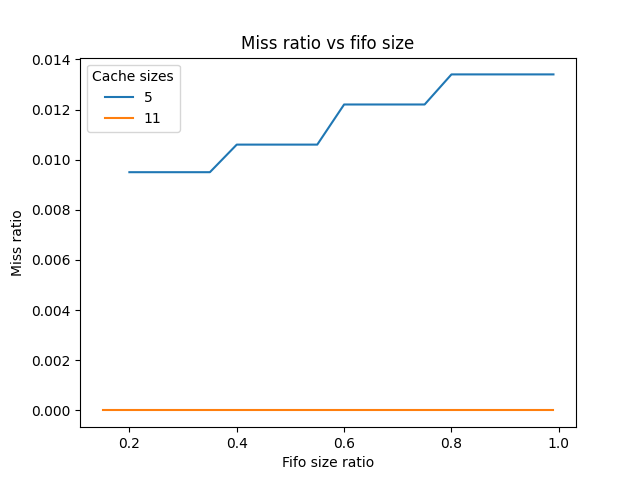 Miss ratio vs fifo size
Cache sizes
5
11
Miss ratio
0.014
0.012
0.010
0.008
0.006
0.004
0.002
0.000
0.2 0.4 0.6 0.8 1.0
Fifo size ratio